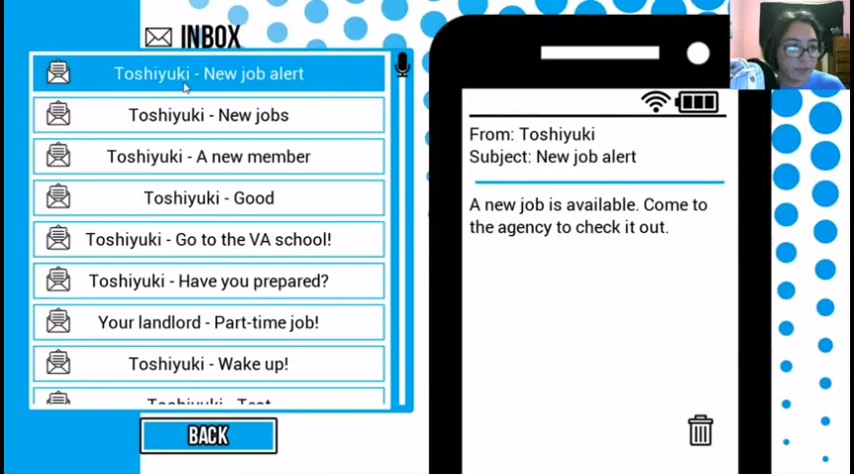 INBOX
Toshiyuki - New job alert
Toshiyuki - New jobs
Toshiyuki - A new member
Toshiyuki - Good
Toshiyuki - Go to the VA school!
Toshiyuki - Have you prepared?
Your landlord - Part-time job!
Toshiyuki - Wake up!
Toshiyuki - Test
BACK
From: Toshiyuki
Subject: New job alert
A new job is available. Come to
the agency to check it out.